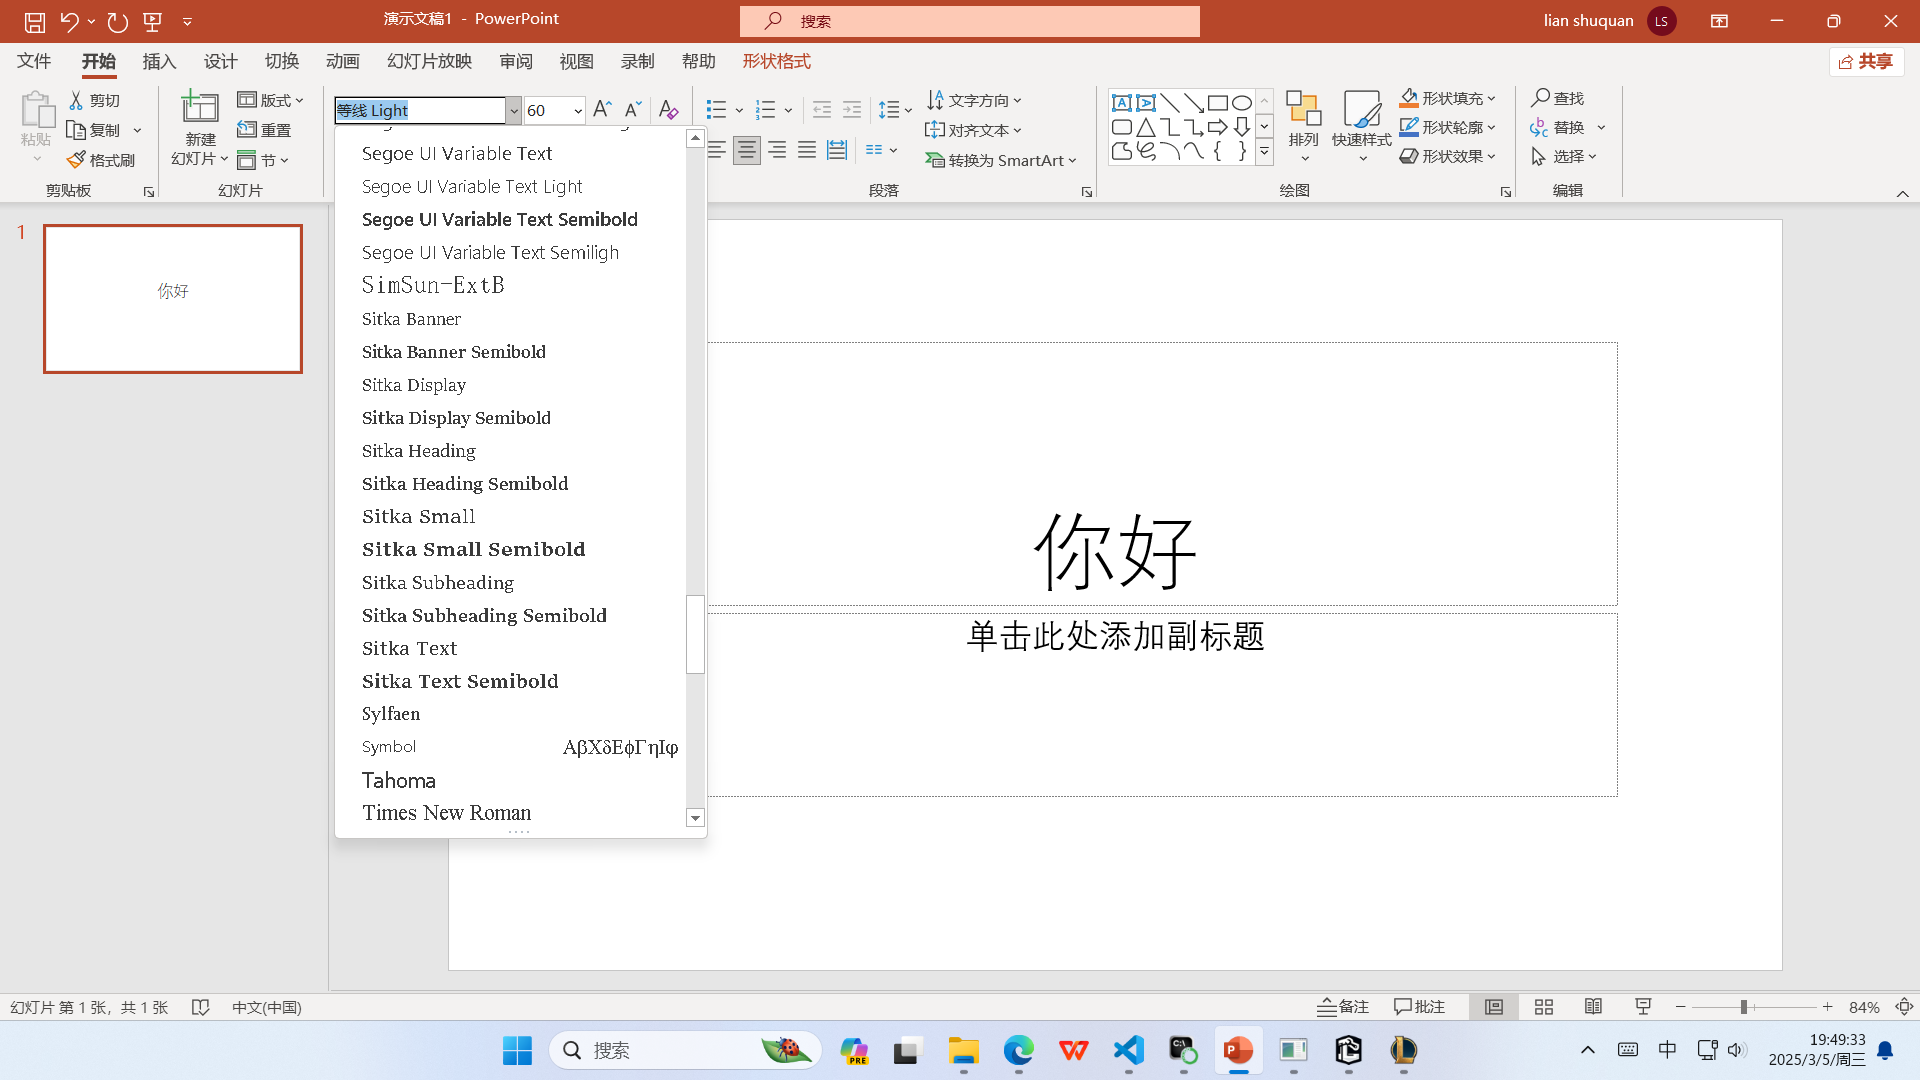 演示文稿1 - PowerPoint
搜索
lian shuquan
LS
文件 开始 插入 设计 切换 动画 幻灯片放映 审阅 视图 录制 帮助 形状格式
共享
粘贴
剪切
复制
格式刷
剪贴板
新建
幻灯片
版式
重置
节
幻灯片
等线 Light
60
文字方向
对齐文本
转换为 SmartArt
段落
排列
快速样式
形状填充
形状轮廓
形状效果
绘图
查找
替换
选择
编辑
Segoe UI Variable Text
Segoe UI Variable Text Light
Segoe UI Variable Text Semibold
Segoe UI Variable Text Semiligh
SimSun-ExtB
Sitka Banner
Sitka Banner Semibold
Sitka Display
Sitka Display Semibold
Sitka Heading
Sitka Heading Semibold
Sitka Small
Sitka Small Semibold
Sitka Subheading
Sitka Subheading Semibold
Sitka Text
Sitka Text Semibold
Sylfaen
Symbol ΑβΧδΕϕΓηΙφ
Tahoma
Times New Roman
1
你好
你好
单击此处添加副标题
幻灯片 第 1 张，共 1 张
中文(中国)
备注
批注
84%
搜索
PRE
中
19:49:33
2025/3/5/周三